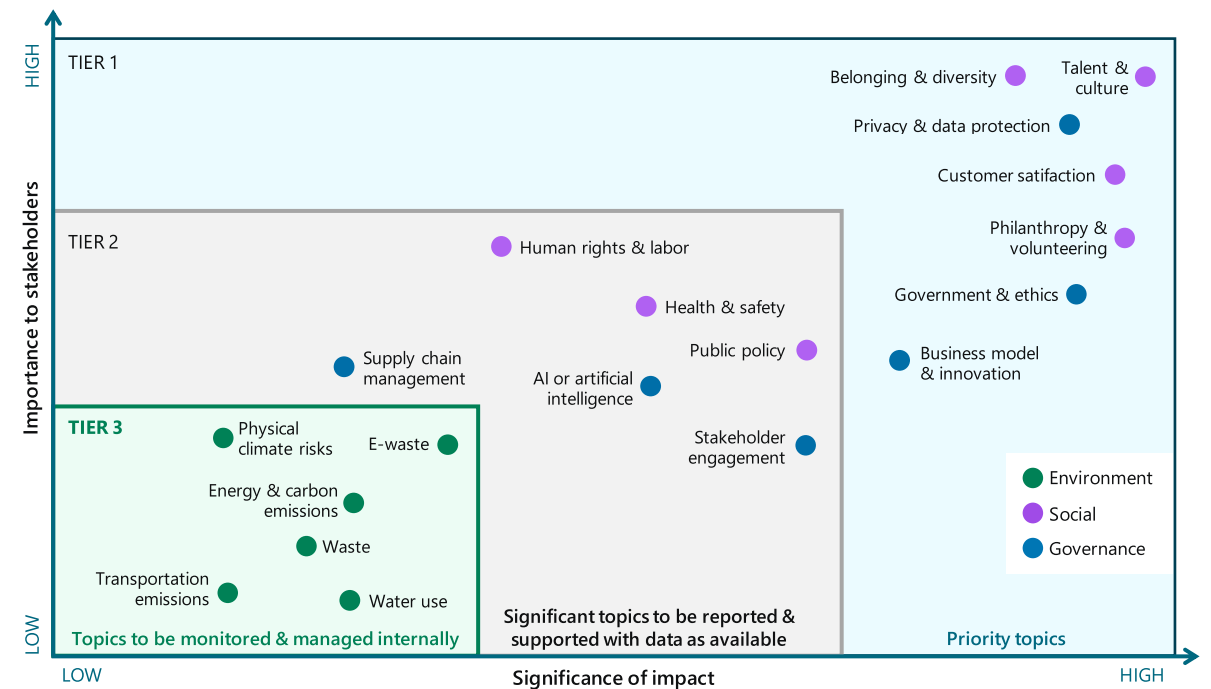 HIGH
TIER 1
Belonging & diversity
Talent &
culture
Privacy & data protection
Customer satifaction
Philanthropy &
volunteering
Government & ethics
Business model
& innovation
TIER 2
Human rights & labor
Health & safety
Public policy
Supply chain
management
AI or artificial
intelligence
Stakeholder
engagement
TIER 3
Physical
climate risks
E-waste
Energy & carbon
emissions
Waste
Transportation
emissions
Water use
Topics to be monitored & managed internally
Significant topics to be reported &
supported with data as available
Priority topics
Environment
Social
Governance
Importance to stakeholders
LOW
LOW
Significance of impact
HIGH